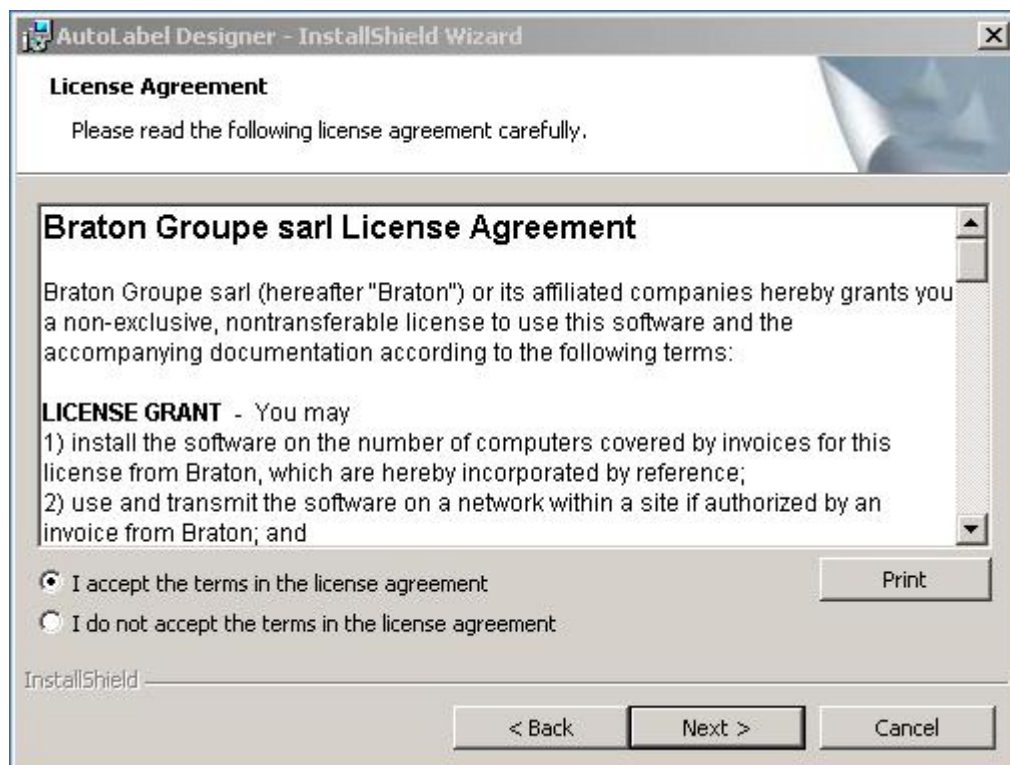 AutoLabel Designer - InstallShield Wizard
License Agreement
Please read the following license agreement carefully.
Braton Groupe sarl License Agreement
Braton Groupe sarl (hereafter "Braton") or its affiliated companies hereby grants you
a non-exclusive, nontransferable license to use this software and the
accompanying documentation according to the following terms:
LICENSE GRANT - You may
1) install the software on the number of computers covered by invoices for this
license from Braton, which are hereby incorporated by reference;
2) use and transmit the software on a network within a site if authorized by an
invoice from Braton; and
I accept the terms in the license agreement
Print
I do not accept the terms in the license agreement
InstallShield
< Back
Next >
Cancel